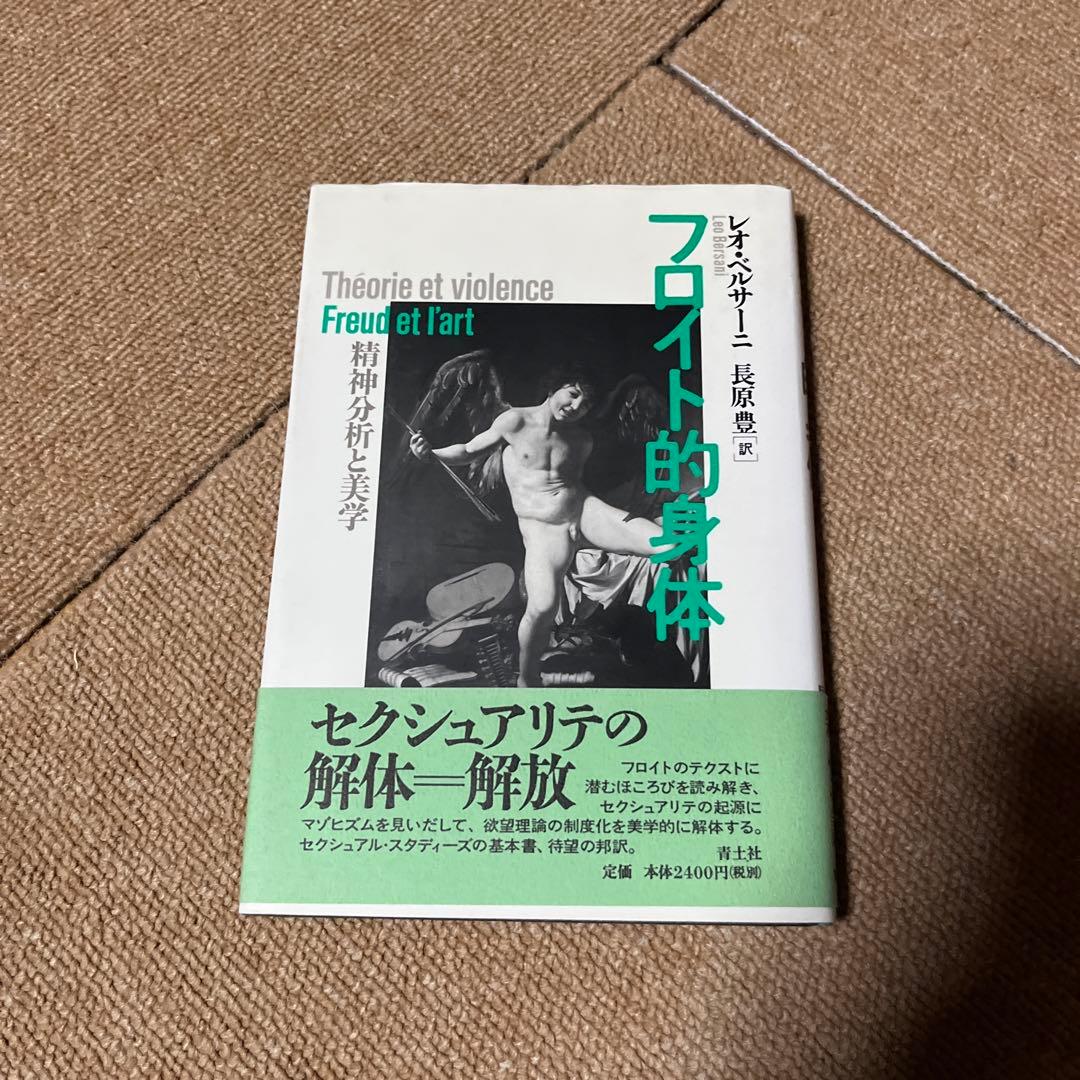 レオ・ベルサーニ 長原豊[訳]
Leo Bersani
フロイト的身体
Théorie et violence
Freud et l'art
精神分析と美学
セクシュアリテの
解体=解放
フロイトのテクストに
潜むほころびを読み解き、
セクシュアリテの起源に
マゾヒズムを見いだして、欲望理論の制度化を美学的に解体する。
セクシュアル・スタディーズの基本書、待望の邦訳。
青土社
定価 本体2400円(税別)